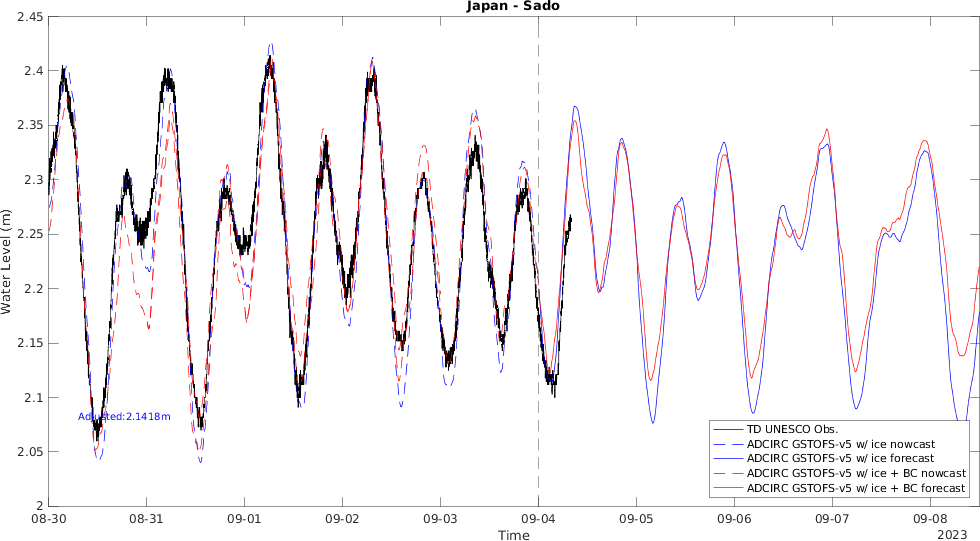 Japan - Sado
2.45
2.4
2.35
2.3
2.25
2.2
2.15
2.1
2.05
2
Water Level (m)
Adjusted:2.1418m
TD UNESCO Obs.
ADCIRC GSTOFS-v5 w/ ice nowcast
ADCIRC GSTOFS-v5 w/ ice forecast
ADCIRC GSTOFS-v5 w/ ice + BC nowcast
ADCIRC GSTOFS-v5 w/ ice + BC forecast
08-30 08-31 09-01 09-02 09-03 09-04 09-05 09-06 09-07 09-08
Time
2023